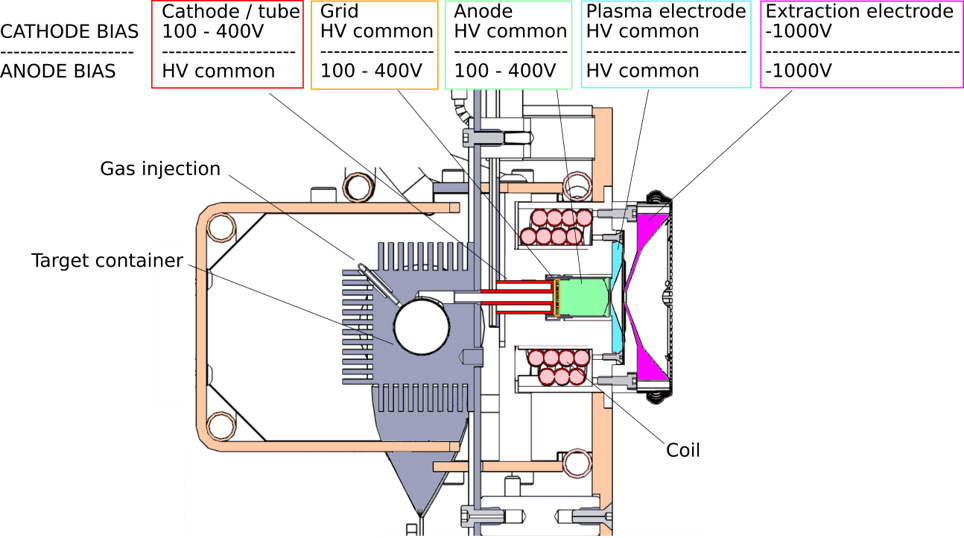 Cathode / tube Grid Anode Plasma electrode Extraction electrode
CATHODE BIAS 100 - 400V HV common HV common HV common -1000V
------------------------------------------------
ANODE BIAS HV common 100 - 400V 100 - 400V HV common -1000V
Gas injection
Target container
Coil